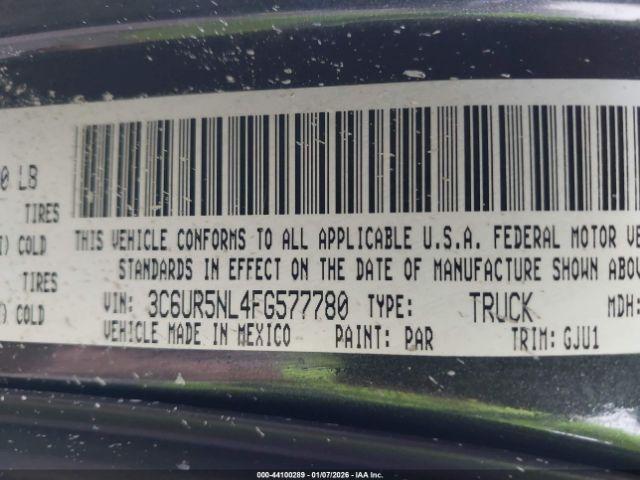 0 LB
TIRES
) COLD
TIRES
) COLD
THIS VEHICLE CONFORMS TO ALL APPLICABLE U.S.A. FEDERAL MOTOR VE
STANDARDS IN EFFECT ON THE DATE OF MANUFACTURE SHOWN ABOV
VIN: 3C6UR5NL4FG577780 TYPE: TRUCK MDH:
VEHICLE MADE IN MEXICO PAINT: PAR TRIM: GJU1
000-44100289 - 01/07/2026 - IAA Inc.